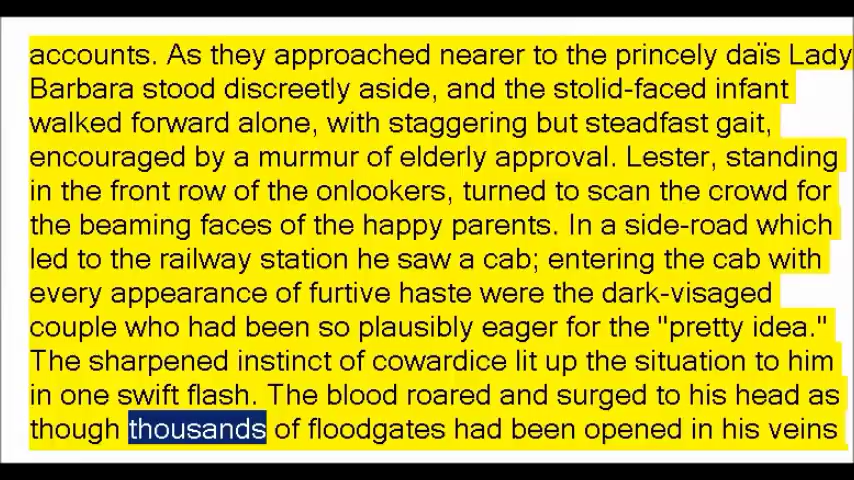 accounts. As they approached nearer to the princely daïs Lady
Barbara stood discreetly aside, and the stolid-faced infant
walked forward alone, with staggering but steadfast gait,
encouraged by a murmur of elderly approval. Lester, standing
in the front row of the onlookers, turned to scan the crowd for
the beaming faces of the happy parents. In a side-road which
led to the railway station he saw a cab; entering the cab with
every appearance of furtive haste were the dark-visaged
couple who had been so plausibly eager for the "pretty idea."
The sharpened instinct of cowardice lit up the situation to him
in one swift flash. The blood roared and surged to his head as
though thousands of floodgates had been opened in his veins